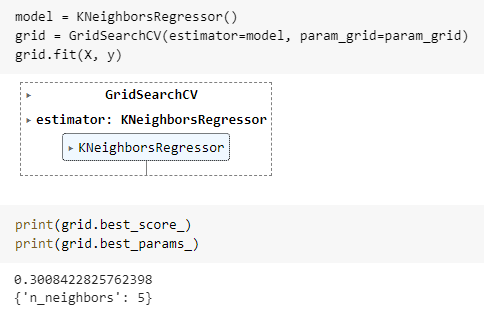 model = KNeighborsRegressor()
grid = GridSearchCV(estimator=model, param_grid=param_grid)
grid.fit(X, y)
GridSearchCV
estimator: KNeighborsRegressor
KNeighborsRegressor
print(grid.best_score_)
print(grid.best_params_)
0.3008422825762398
{'n_neighbors': 5}